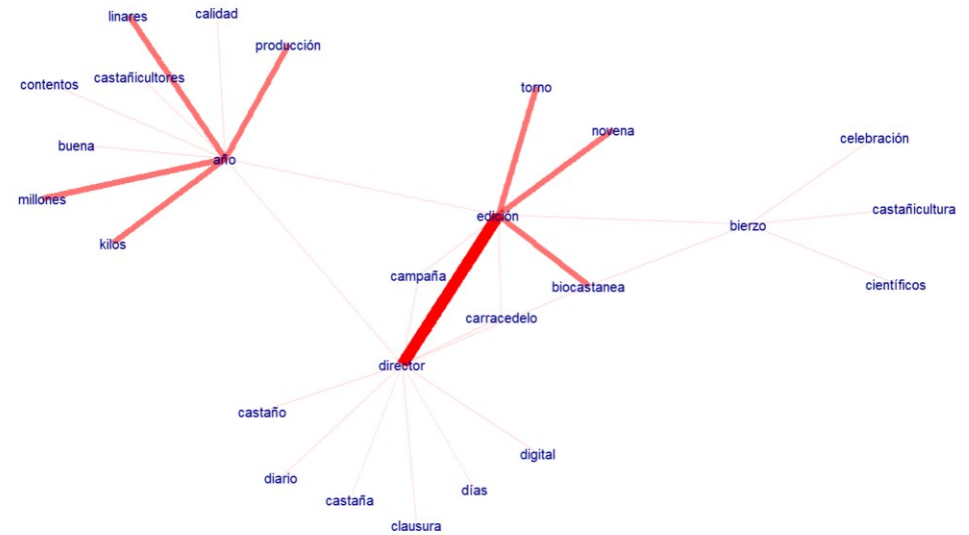 linares
calidad
producción
castañicultores
contentos
torno
novena
celebración
buena
año
millones
castañicultura
edición
bierzo
kilos
campaña
biocastanea
científicos
carracedelo
director
castaño
digital
diario
castaña
días
clausura